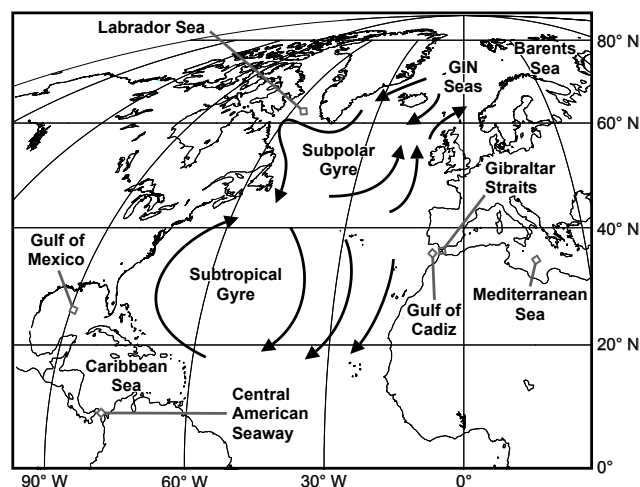 Labrador Sea
80° N
Barents
Sea
GIN
Seas
60° N
Subpolar
Gyre
Gibraltar
Straits
40° N
Gulf of
Mexico
Subtropical
Gyre
Gulf of
Cadiz
Mediterranean
Sea
20° N
Caribbean
Sea
Central
American
Seaway
0°
90° W
60° W
30° W
0°